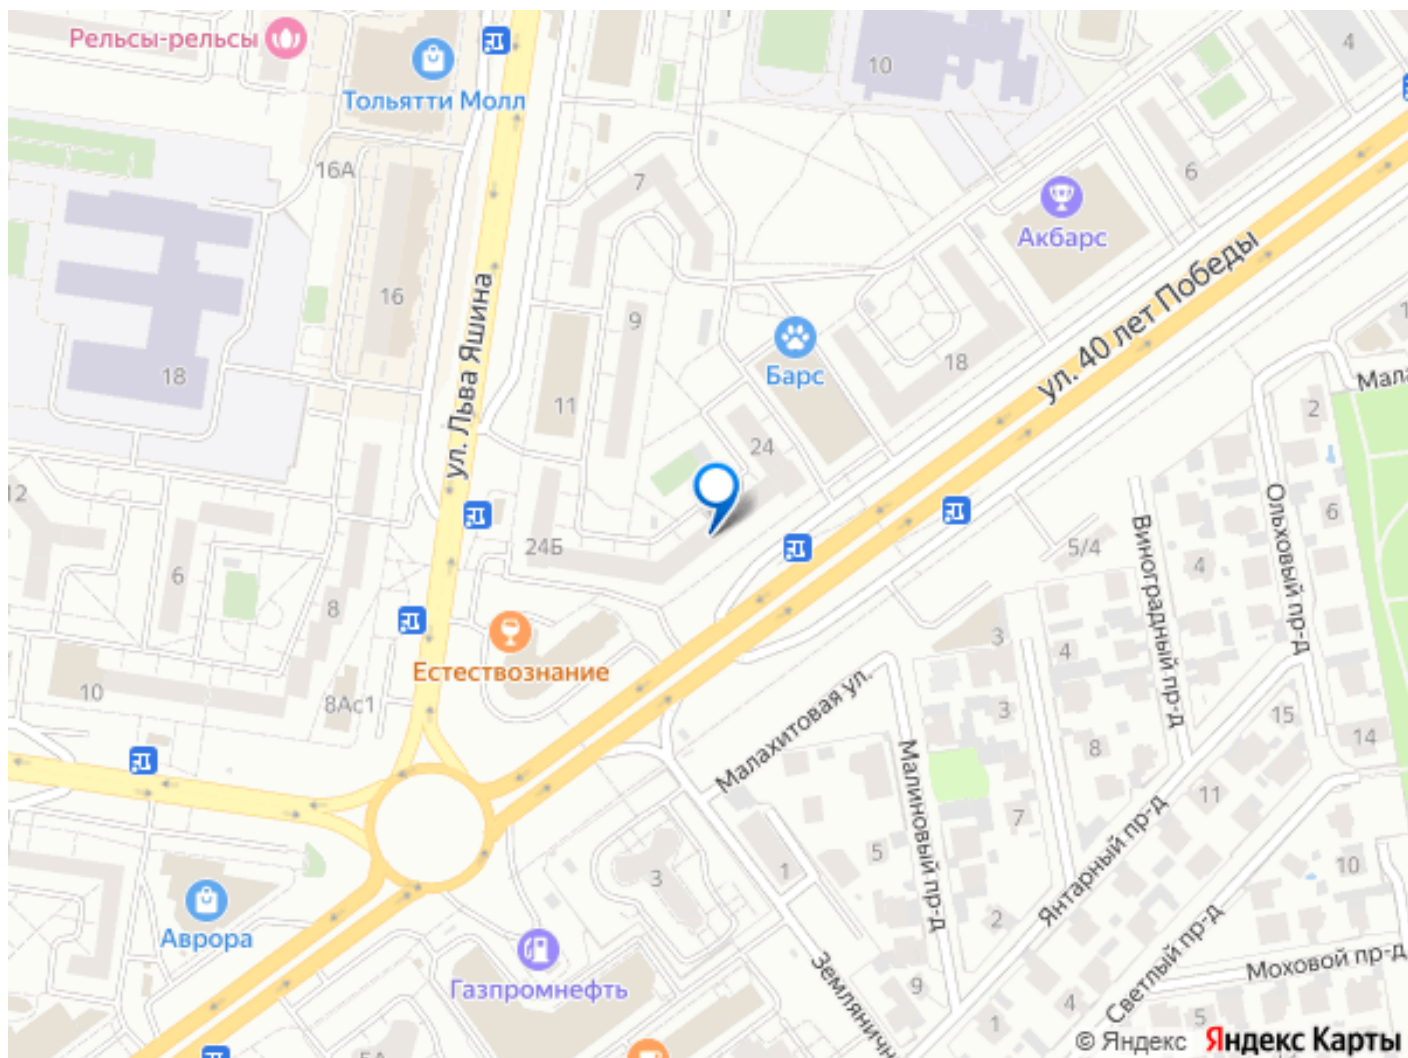 Рельсы-рельсы
Тольятти Молл
10
4
16А
7
6
Акбарс
ул. 40 лет Победы
16
9
ул. Льва Яшина
18
11
Барс
18
24
2
12
24Б
Ольховый пр-д
6
Виноградный пр-д
5/4
4
6
8
3
4
Естествознание
10
8Ас1
Малахитовая ул.
3
15
14
8
Малиновый пр-д
11
7
Янтарный пр-д
5
1
3
10
2
Аврора
Светлый пр-д
Моховой пр-д
Газпромнефть
9
4
1
5
5А
© Яндекс Яндекс Карты